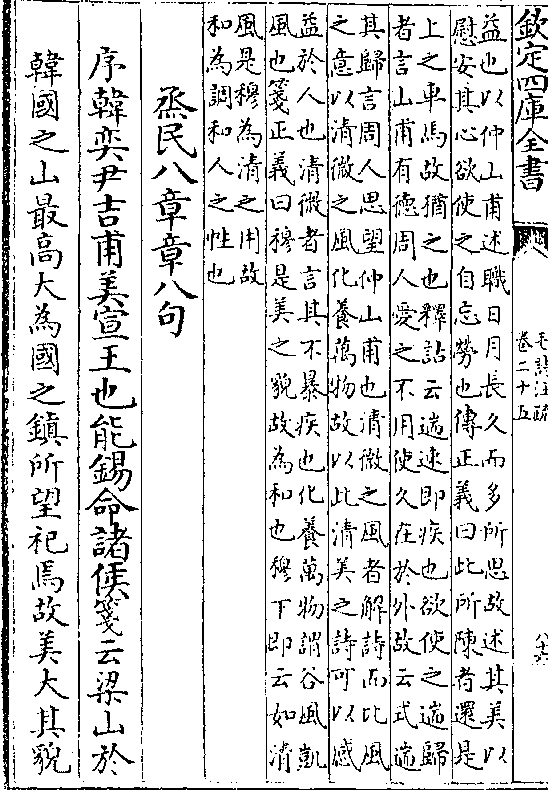 欽定四庫全書
毛詩注疏
卷二十五
八十六
益也以仲山甫述職日月長久而多所思故述其美以
慰安其心欲使之自忘勞也傳正義曰此所陳者還是
上之車馬故猶之也釋詁云遄速即疾也欲使之遄歸
者言山甫有德周人愛之不用使久在於外故云式遄
其歸言周人思望仲山甫也清微之風者解詩而比風
之意以清微之風化養萬物故以此清美之詩可以感
益於人也清微者言其不暴疾也化養萬物謂谷風凱
風也箋正義曰穆是美之貌故為和也穆下即云如清
風是穆為清之用故
和為調和人之性也
烝民八章章八句
序韓奕尹吉甫美宣王也能錫命諸侯箋云梁山於
韓國之山最高大為國之鎮所望祀焉故美大其貌